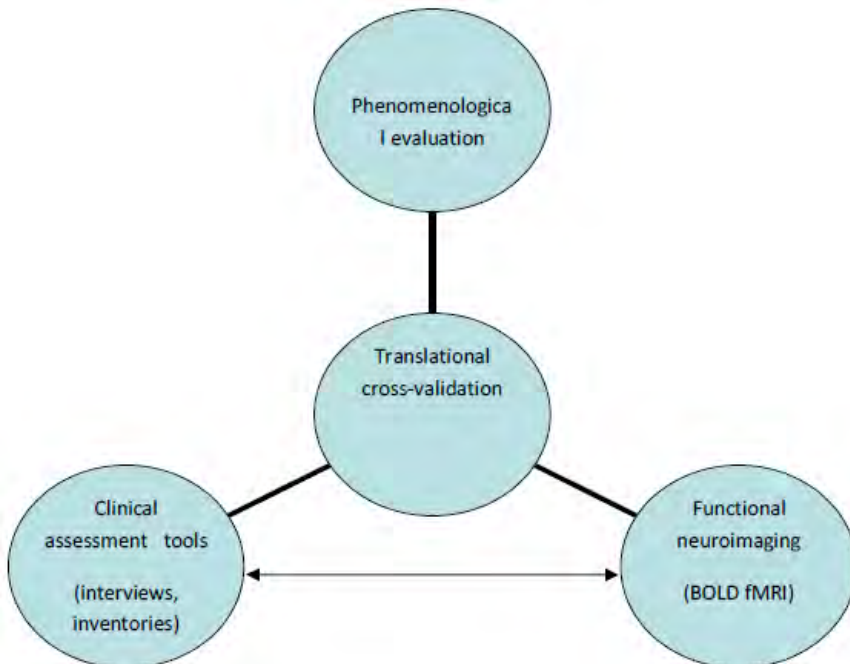 Phenomenologica
l evaluation
Translational
cross-validation
Clinical
assessment tools
(interviews,
inventories)
Functional
neuroimaging
(BOLD fMRI)